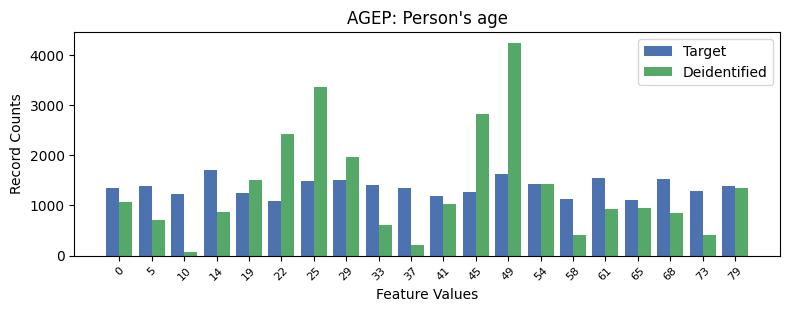 AGEP: Person's age
Record Counts
4000
3000
2000
1000
0
Target
Deidentified
0 5 10 14 19 22 25 29 33 37 41 45 49 54 58 61 65 68 73 79
Feature Values